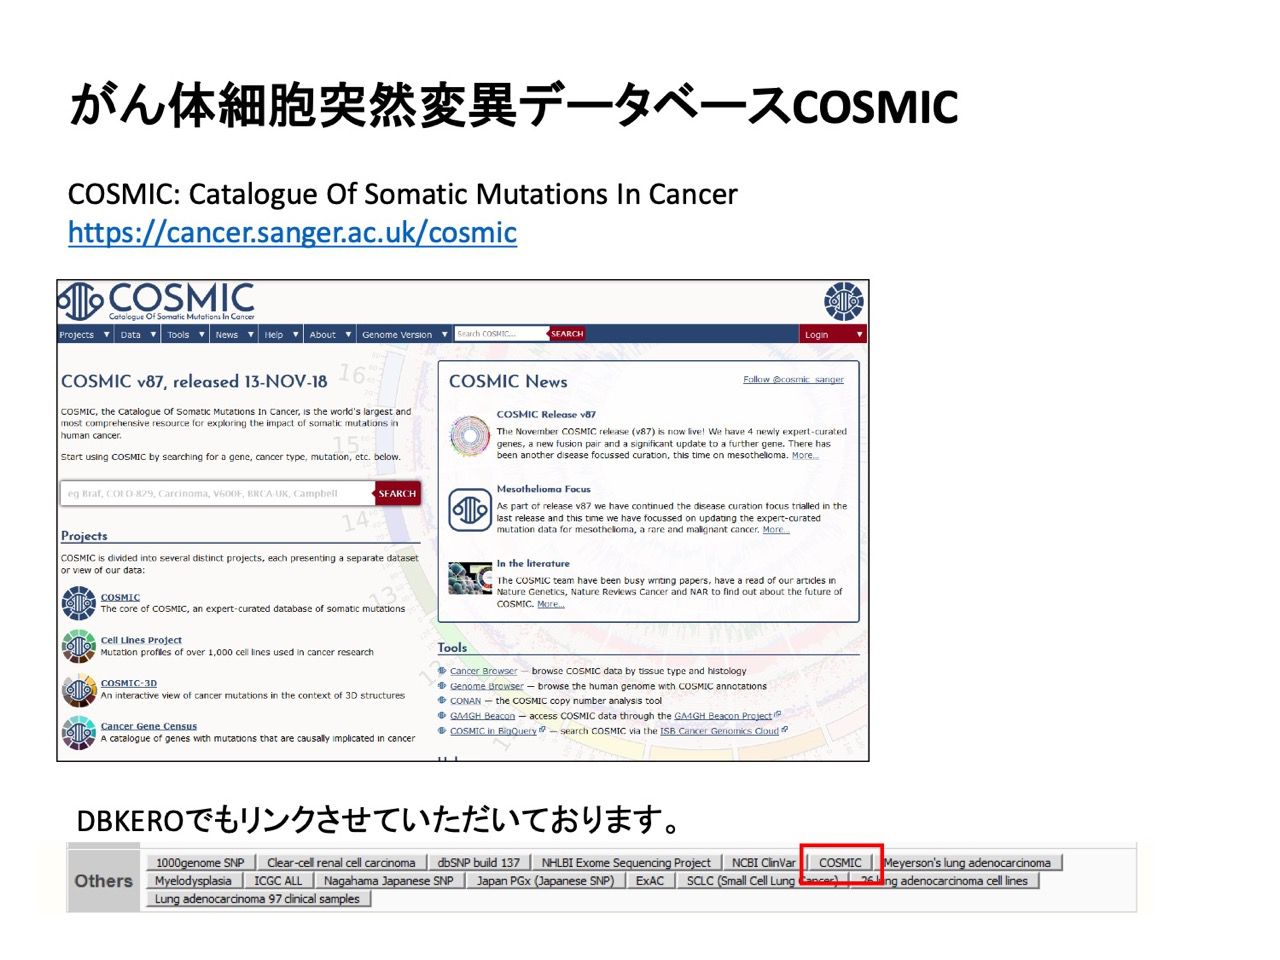 がん体細胞突然変異データベースCOSMIC
COSMIC: Catalogue Of Somatic Mutations In Cancer
https://cancer.sanger.ac.uk/cosmic
COSMIC
Catalogue Of Somatic Mutations In Cancer
Projects ▼ Data ▼ Tools ▼ News ▼ Help ▼ About ▼ Genome Version ▼ Search COSMIC... SEARCH Login ▼
COSMIC v87, released 13-NOV-18
COSMIC, the Catalogue Of Somatic Mutations In Cancer, is the world's largest and
most comprehensive resource for exploring the impact of somatic mutations in
human cancer.
Start using COSMIC by searching for a gene, cancer type, mutation, etc. below.
eg Braf, COLO-829, Carcinoma, V600E, BRCA-UK, Campbell SEARCH
Projects
COSMIC is divided into several distinct projects, each presenting a separate dataset
or view of our data:
COSMIC
The core of COSMIC, an expert-curated database of somatic mutations
Cell Lines Project
Mutation profiles of over 1,000 cell lines used in cancer research
COSMIC-3D
An interactive view of cancer mutations in the context of 3D structures
Cancer Gene Census
A catalogue of genes with mutations that are causally implicated in cancer
16
15
14
13
12
COSMIC News Follow @cosmic_sanger
COSMIC Release v87
The November COSMIC release (v87) is now live! We have 4 newly expert-curated
genes, a new fusion pair and a significant update to a further gene. There has
been another disease focussed curation, this time on mesothelioma. More...
Mesothelioma Focus
As part of release v87 we have continued the disease curation focus trialled in the
last release and this time we have focussed on updating the expert-curated
mutation data for mesothelioma, a rare and malignant cancer. More...
In the literature
The COSMIC team have been busy writing papers, have a read of our articles in
Nature Genetics, Nature Reviews Cancer and NAR to find out about the future of
COSMIC. More...
Tools
Cancer Browser — browse COSMIC data by tissue type and histology
Genome Browser — browse the human genome with COSMIC annotations
CONAN — the COSMIC copy number analysis tool
GA4GH Beacon — access COSMIC data through the GA4GH Beacon Project
COSMIC in BigQuery — search COSMIC via the ISB Cancer Genomics Cloud
DBKEROでもリンクさせていただいております。
Others
1000genome SNP Clear-cell renal cell carcinoma dbSNP build 137 NHLBI Exome Sequencing Project NCBI ClinVar COSMIC Meyerson's lung adenocarcinoma
Myelodysplasia ICGC ALL Nagahama Japanese SNP Japan PGx (Japanese SNP) ExAC SCLC (Small Cell Lung Cancer) 26 lung adenocarcinoma cell lines
Lung adenocarcinoma 97 clinical samples